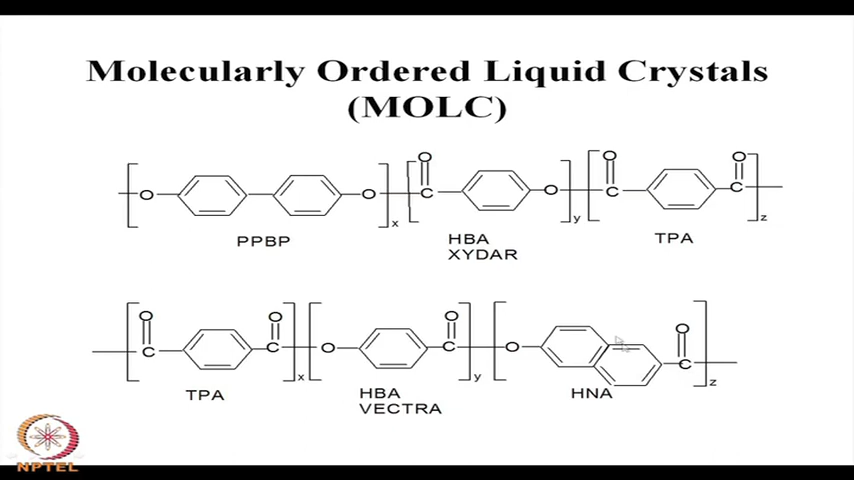 Molecularly Ordered Liquid Crystals
(MOLC)
O O x C O O y C O C O z
PPBP HBA TPA
XYDAR
C O C O x O C O y O C O z
TPA HBA HNA
VECTRA
NPTEL